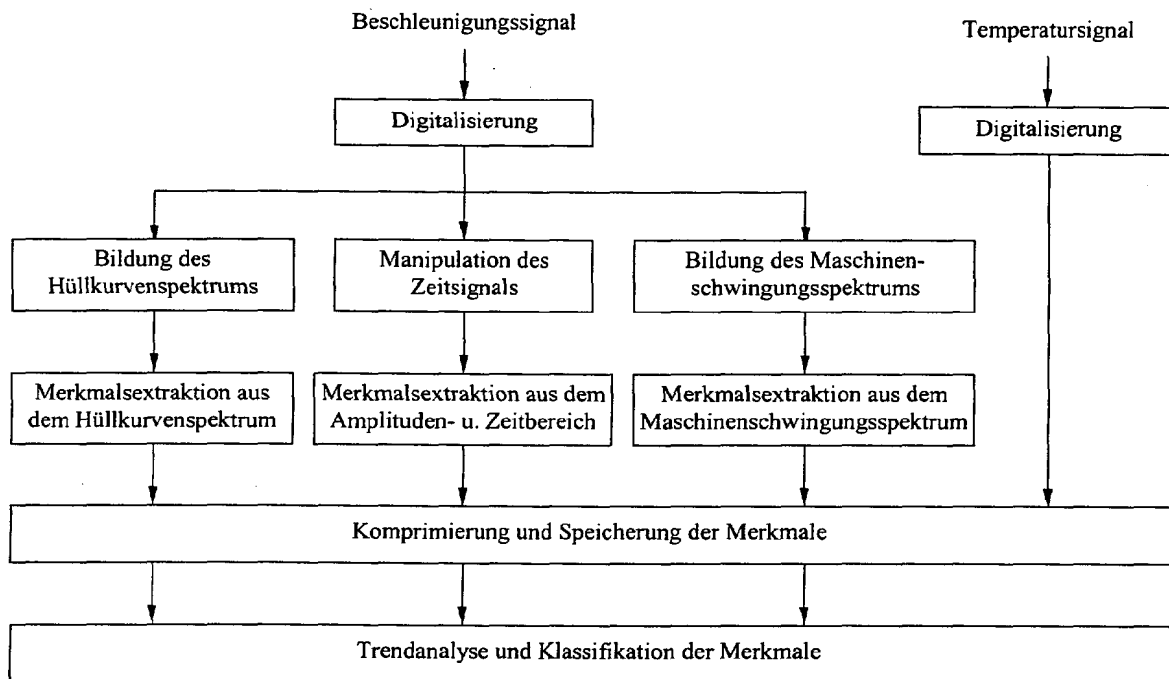 Beschleunigungssignal
Temperatursignal
Digitalisierung
Digitalisierung
Bildung des
Hüllkurvenspektrums
Manipulation des
Zeitsignals
Bildung des Maschinen-
schwingungsspektrums
Merkmalsextraktion aus
dem Hüllkurvenspektrum
Merkmalsextraktion aus dem
Amplituden- u. Zeitbereich
Merkmalsextraktion aus dem
Maschinenschwingungsspektrum
Komprimierung und Speicherung der Merkmale
Trendanalyse und Klassifikation der Merkmale